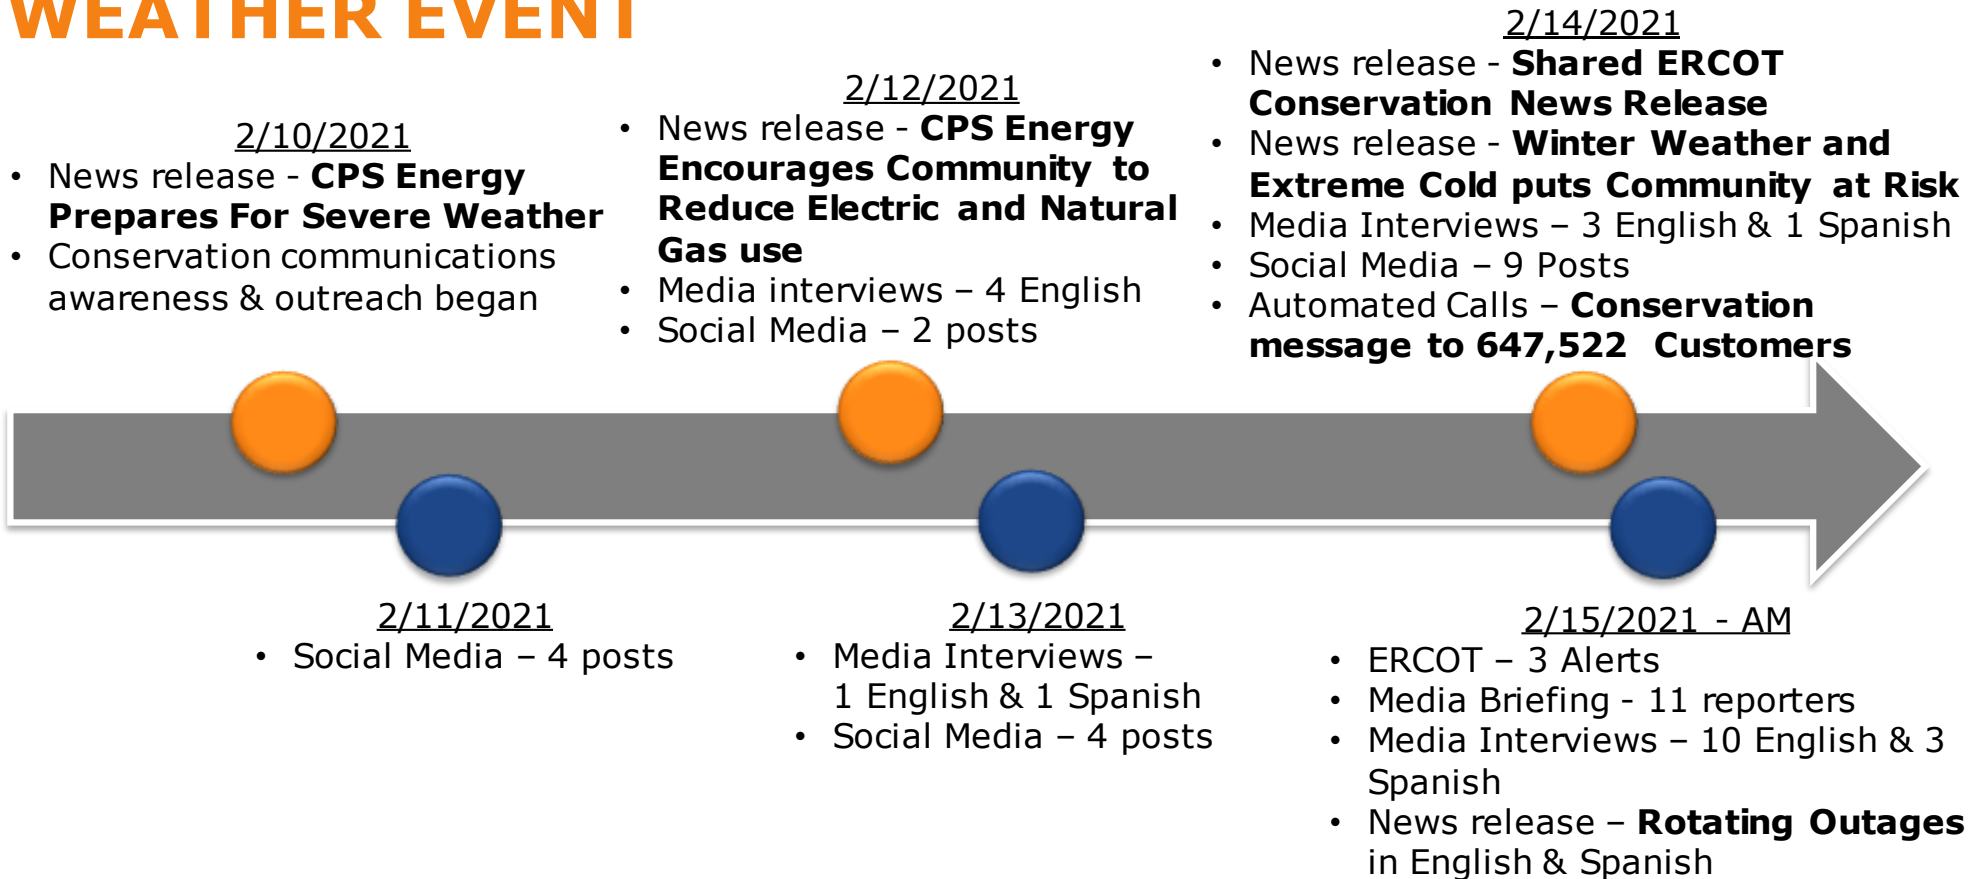 WEATHER EVENT
2/10/2021
• News release - CPS Energy
Prepares For Severe Weather
• Conservation communications
awareness & outreach began
2/12/2021
• News release - CPS Energy
Encourages Community to
Reduce Electric and Natural
Gas use
• Media interviews – 4 English
• Social Media – 2 posts
2/14/2021
• News release - Shared ERCOT
Conservation News Release
• News release - Winter Weather and
Extreme Cold puts Community at Risk
• Media Interviews – 3 English & 1 Spanish
• Social Media – 9 Posts
• Automated Calls – Conservation
message to 647,522 Customers
2/11/2021
• Social Media – 4 posts
2/13/2021
• Media Interviews –
1 English & 1 Spanish
• Social Media – 4 posts
2/15/2021 - AM
• ERCOT – 3 Alerts
• Media Briefing - 11 reporters
• Media Interviews – 10 English & 3
Spanish
• News release – Rotating Outages
in English & Spanish